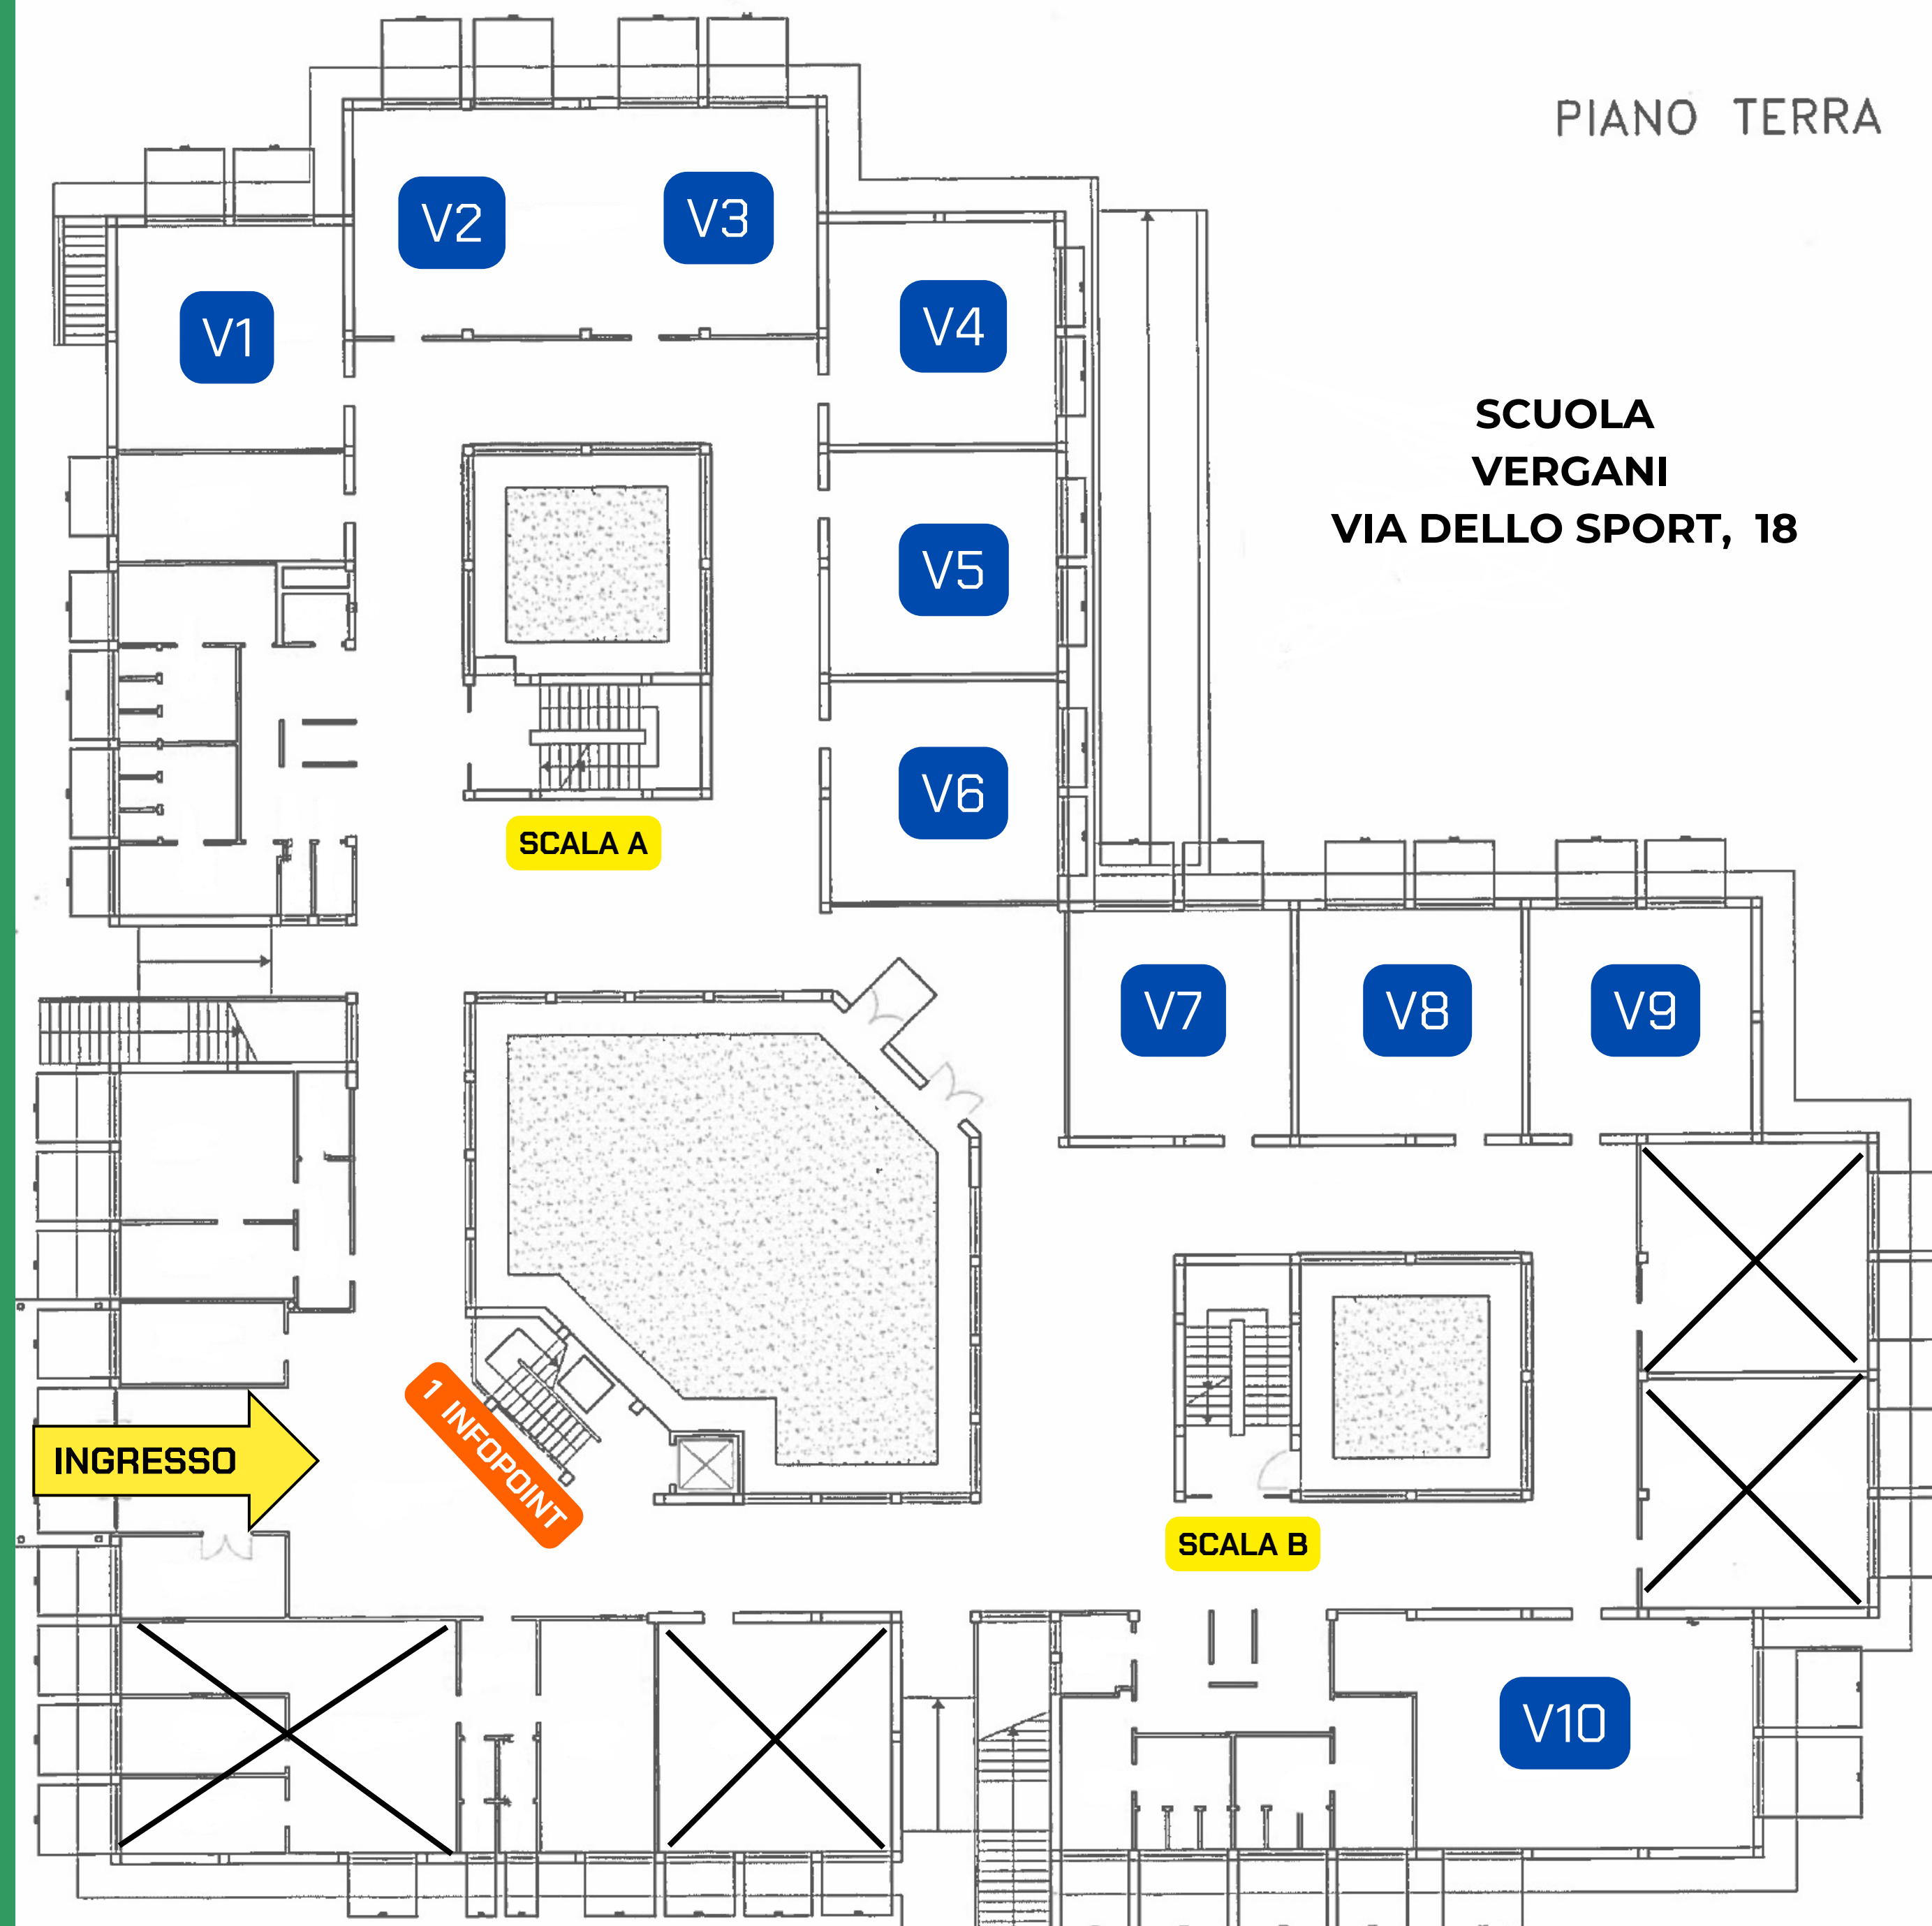 PIANO TERRA
V2
V3
V1
V4
SCUOLA
VERGANI
VIA DELLO SPORT, 18
V5
V6
SCALA A
V7
V8
V9
1 INFOPOINT
INGRESSO
SCALA B
V10